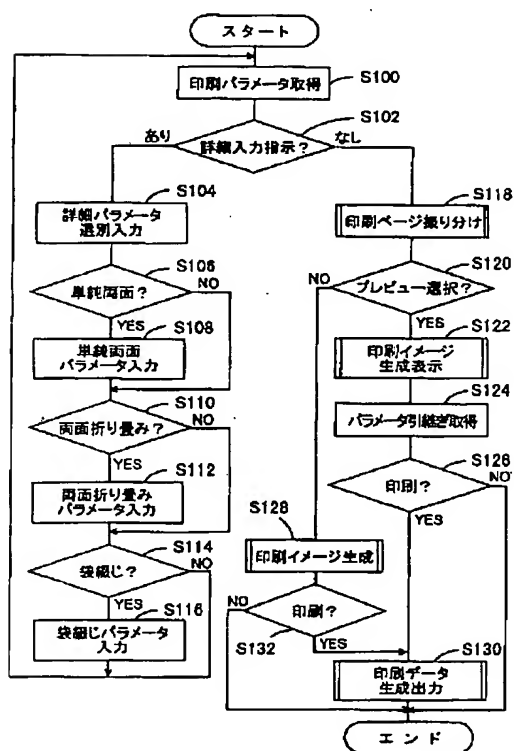 スタート
S100
印刷パラメータ取得
S102
詳細入力指示?
あり
なし
S104
詳細パラメータ
選別入力
S106
単純両面?
NO
YES
S108
単純両面
パラメータ入力
S110
両面折り畳み?
NO
YES
S112
両面折り畳み
パラメータ入力
S114
袋綴じ?
NO
YES
S116
袋綴じパラメータ
入力
S118
印刷ページ振り分け
S120
プレビュー選択?
NO
YES
S122
印刷イメージ
生成表示
S124
パラメータ引継ぎ取得
S126
印刷?
NO
YES
S128
印刷イメージ生成
印刷?
NO
YES
S132
S130
印刷データ
生成出力
エンド